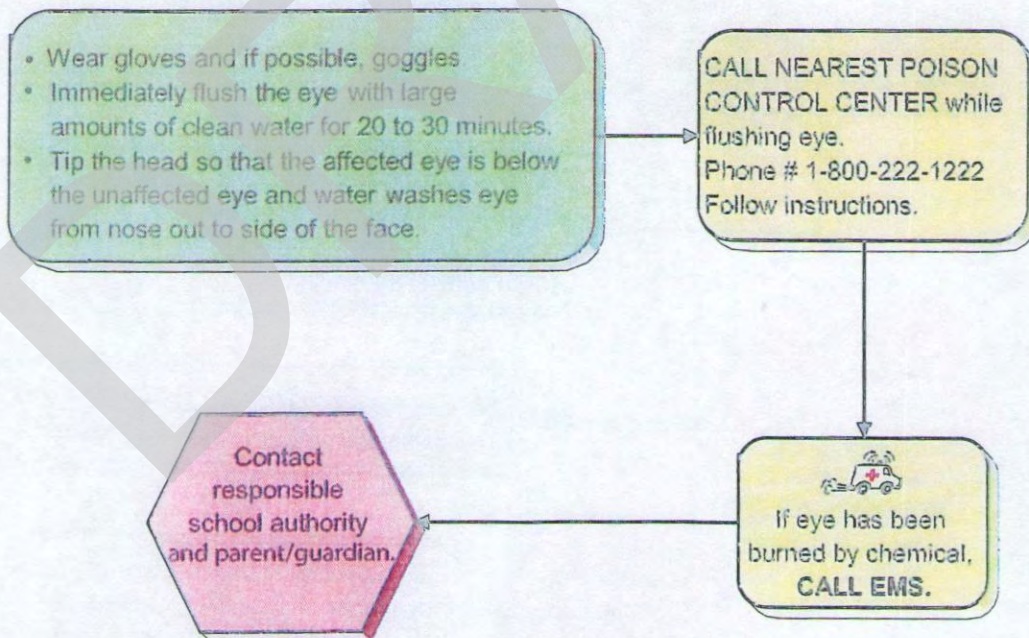 • Wear gloves and if possible, goggles.
• Immediately flush the eye with large
amounts of clean water for 20 to 30 minutes.
• Tip the head so that the affected eye is below
the unaffected eye and water washes eye
from nose out to side of the face.
CALL NEAREST POISON
CONTROL CENTER while
flushing eye.
Phone # 1-800-222-1222
Follow instructions.
If eye has been
burned by chemical,
CALL EMS.
Contact
responsible
school authority
and parent/guardian.